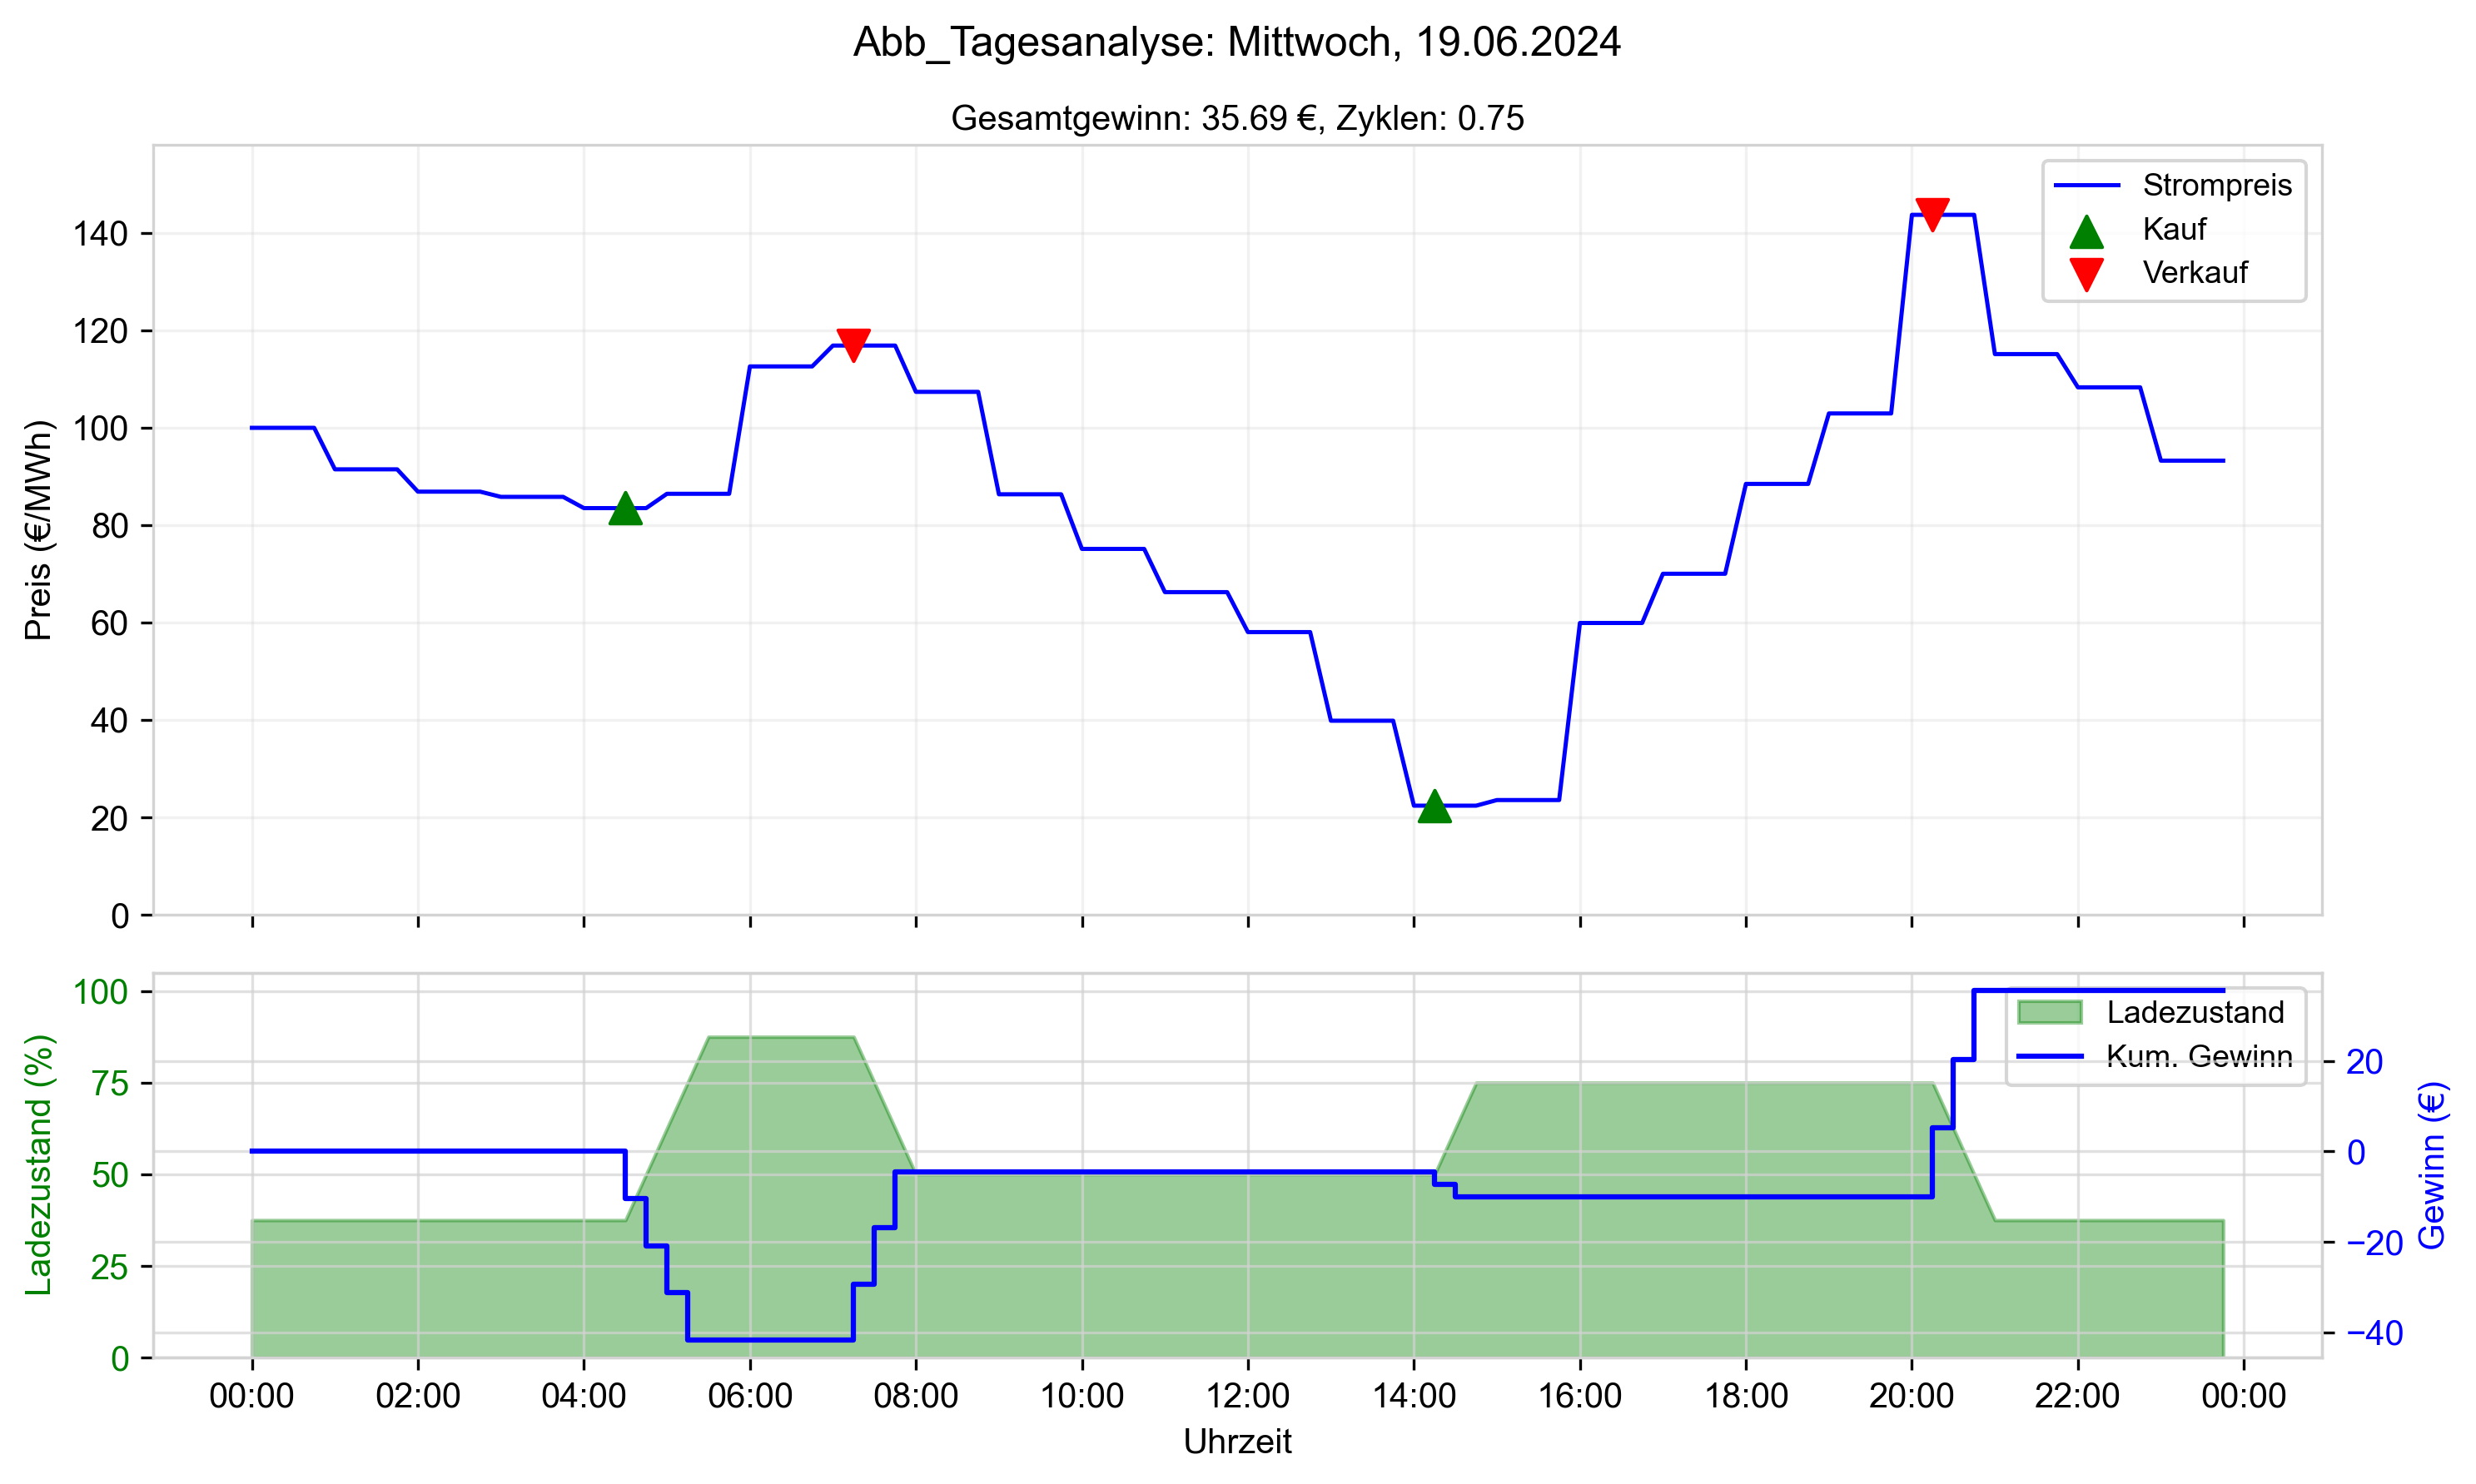 Abb_Tagesanalyse: Mittwoch, 19.06.2024
Gesamtgewinn: 35.69 €, Zyklen: 0.75
Preis (€/MWh)
140
120
100
80
60
40
20
0
Strompreis
Kauf
Verkauf
Ladezustand (%)
100
75
50
25
0
Ladezustand
Kum. Gewinn
20
0
−20
−40
Gewinn (€)
00:00 02:00 04:00 06:00 08:00 10:00 12:00 14:00 16:00 18:00 20:00 22:00 00:00
Uhrzeit